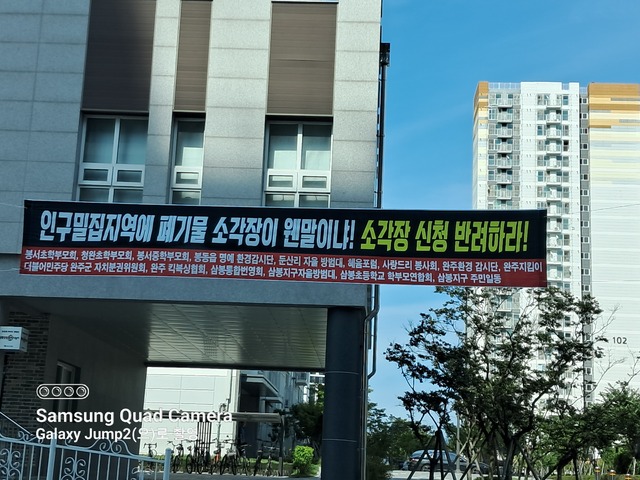 인구밀집지역에 폐기물 소각장이 웬말이냐! 소각장 신청 반려하라!
봉서초학부모회, 청완초학부모회, 봉서중학부모회, 봉동읍 명예 환경감시단, 둔산리 자율 방범대, 해움포럼, 사랑드리 봉사회, 완주환경 감시단, 완주지킴이
더불어민주당 완주군 자치분권위원회, 완주 킥복싱협회, 삼봉통합번영회, 삼봉지구자율방범대, 삼봉초등학교 학부모연합회, 삼봉지구 주민일동
102
Samsung Quad Camera
Galaxy Jump2(으)로 촬영